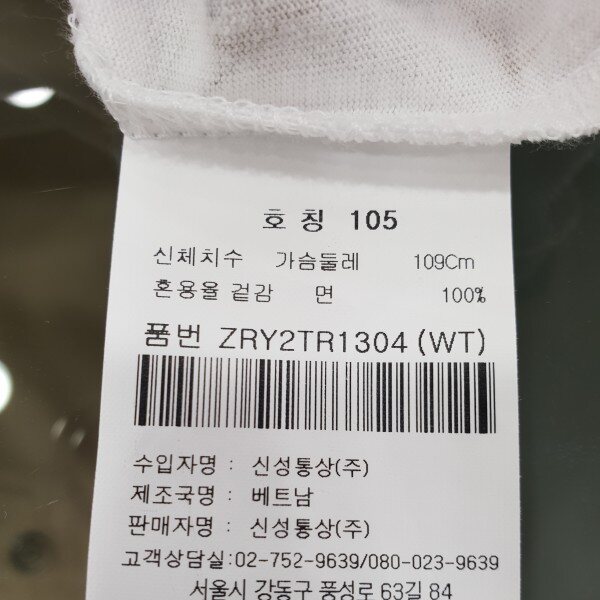 호칭 105
신체치수 가슴둘레 109Cm
혼용율 겉감 면 100%
품번 ZRY2TR1304 (WT)
수입자명 : 신성통상(주)
제조국명 : 베트남
판매자명 : 신성통상(주)
고객상담실:02-752-9639/080-023-9639
서울시 강동구 풍성로 63길 84